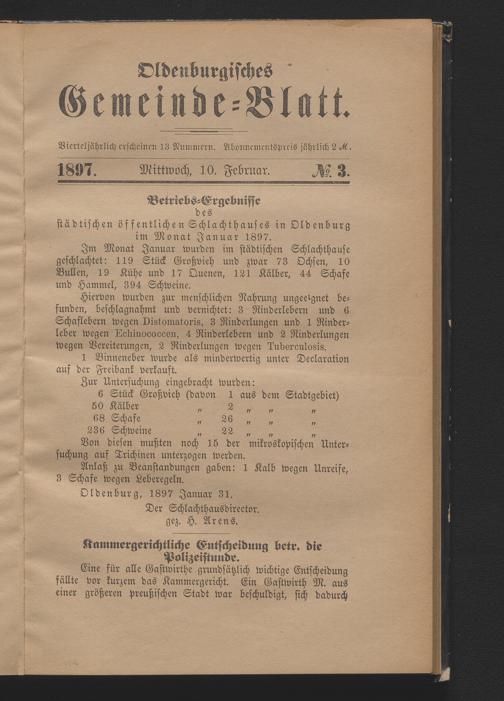 Oldenburgisches
Gemeinde=Blatt.
Vierteljährlich erscheinen 13 Nummern. Abonnementspreis jährlich 2 M.
1897. Mittwoch, 10. Februar. № 3.
Betriebs=Ergebnisse
des
städtischen öffentlichen Schlachthauses in Oldenburg
im Monat Januar 1897.
Im Monat Januar wurden im städtischen Schlachthause
geschlachtet: 119 Stück Großvieh und zwar 73 Ochsen, 10
Bullen, 19 Kühe und 17 Quenen, 121 Kälber, 44 Schafe
und Hammel, 394 Schweine.
Hiervon wurden zur menschlichen Nahrung ungeeignet be=
funden, beschlagnahmt und vernichtet: 3 Rinderlebern und 6
Schaflebern wegen Distomatoris, 3 Rinderlungen und 1 Rinder=
leber wegen Echinococcen, 4 Rinderlebern und 2 Rinderlungen
wegen Vereiterungen, 2 Rinderlungen wegen Tuberculosis.
1 Binneneber wurde als minderwertig unter Declaration
auf der Freibank verkauft.
Zur Untersuchung eingebracht wurden:
6 Stück Großvieh (davon 1 aus dem Stadtgebiet)
50 Kälber „ 2 „ „ „
68 Schafe „ 26 „ „ „
236 Schweine „ 22 „ „ „
Von diesen mußten noch 15 der mikroskopischen Unter=
suchung auf Trichinen unterzogen werden.
Anlaß zu Beanstandungen gaben: 1 Kalb wegen Unreife,
3 Schafe wegen Leberegeln.
Oldenburg, 1897 Januar 31.
Der Schlachthausdirector.
gez. H. Arens.
Kammergerichtliche Entscheidung betr. die
Polizeistunde.
Eine für alle Gastwirthe grundsätzlich wichtige Entscheidung
fällte vor kurzem das Kammergericht. Ein Gastwirth M. aus
einer größeren preußischen Stadt war beschuldigt, sich dadurch